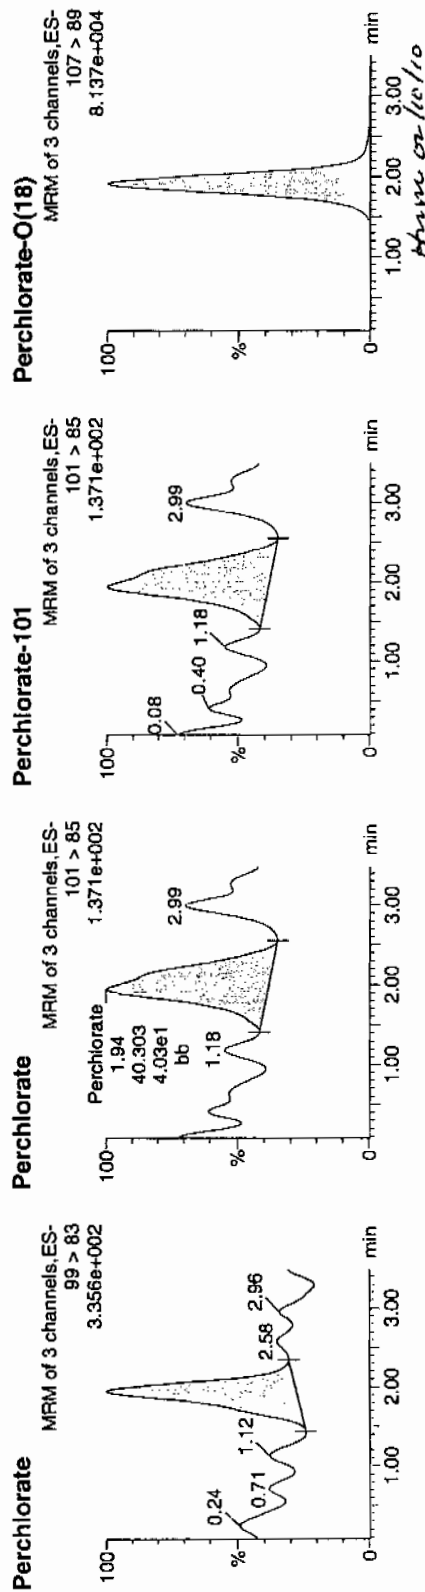 Perchlorate
MRM of 3 channels,ES-
99 > 83
3.356e+002
100
%
0
0.24
0.71
1.12
2.58
2.96
1.00
2.00
3.00
min
Perchlorate
MRM of 3 channels,ES-
101 > 85
1.371e+002
100
%
0
Perchlorate
1.94
40.303
4.03e1
bb
1.18
2.99
1.00
2.00
3.00
min
Perchlorate-101
MRM of 3 channels,ES-
101 > 85
1.371e+002
100
%
0
0.08
0.40
1.18
2.99
1.00
2.00
3.00
min
Perchlorate-O(18)
MRM of 3 channels,ES-
107 > 89
8.137e+004
100
%
0
1.00
2.00
3.00
min
02/10/10